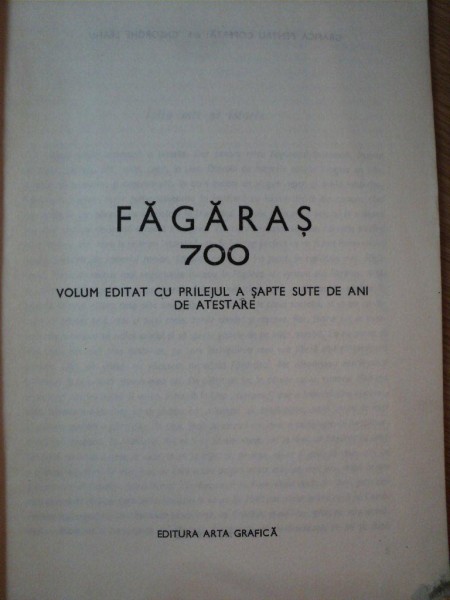 FĂGĂRAȘ
700
VOLUM EDITAT CU PRILEJUL A ȘAPTE SUTE DE ANI
DE ATESTARE
EDITURA ARTA GRAFICĂ